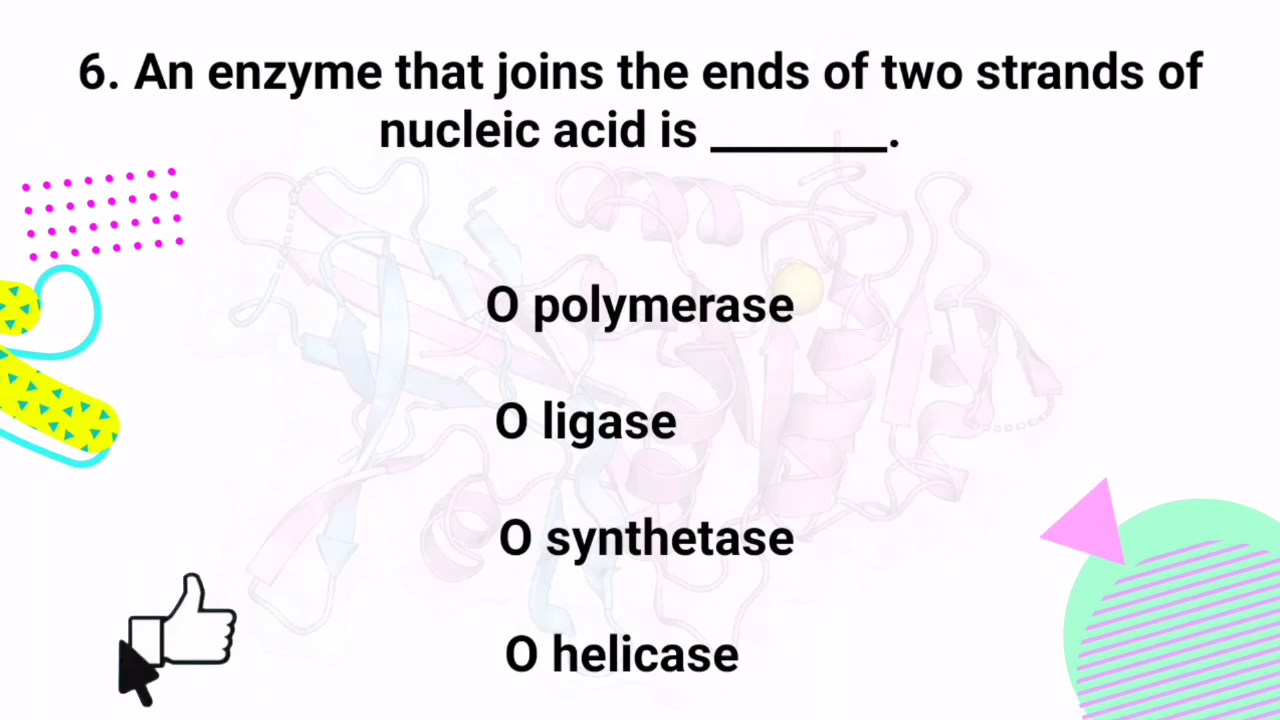 6. An enzyme that joins the ends of two strands of
nucleic acid is _______.
O polymerase
O ligase
O synthetase
O helicase